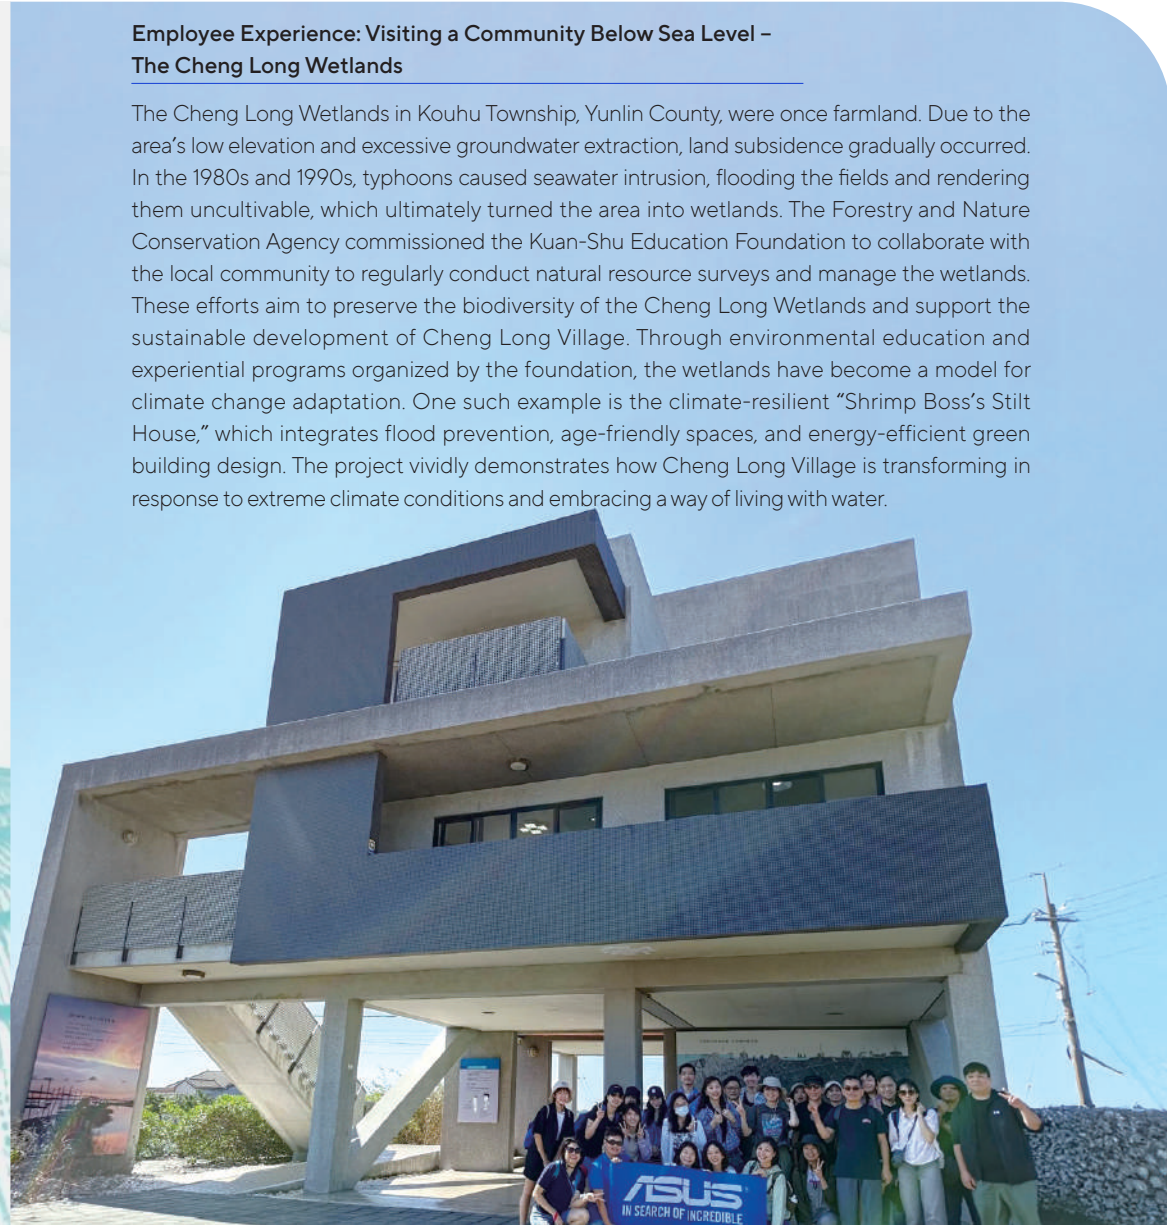 Employee Experience: Visiting a Community Below Sea Level –
The Cheng Long Wetlands
The Cheng Long Wetlands in Kouhu Township, Yunlin County, were once farmland. Due to the
area's low elevation and excessive groundwater extraction, land subsidence gradually occurred.
In the 1980s and 1990s, typhoons caused seawater intrusion, flooding the fields and rendering
them uncultivable, which ultimately turned the area into wetlands. The Forestry and Nature
Conservation Agency commissioned the Kuan-Shu Education Foundation to collaborate with
the local community to regularly conduct natural resource surveys and manage the wetlands.
These efforts aim to preserve the biodiversity of the Cheng Long Wetlands and support the
sustainable development of Cheng Long Village. Through environmental education and
experiential programs organized by the foundation, the wetlands have become a model for
climate change adaptation. One such example is the climate-resilient “Shrimp Boss’s Stilt
House,” which integrates flood prevention, age-friendly spaces, and energy-efficient green
building design. The project vividly demonstrates how Cheng Long Village is transforming in
response to extreme climate conditions and embracing a way of living with water.
ASUS
IN SEARCH OF INCREDIBLE